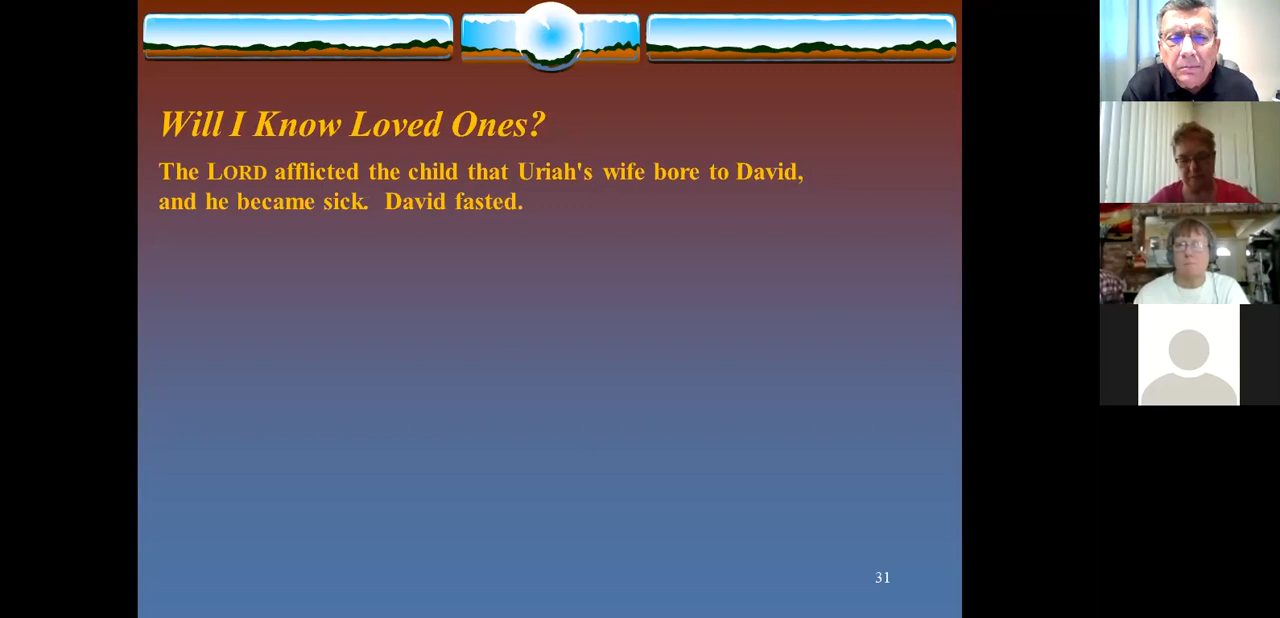 Will I Know Loved Ones?
The LORD afflicted the child that Uriah's wife bore to David,
and he became sick.  David fasted.
31